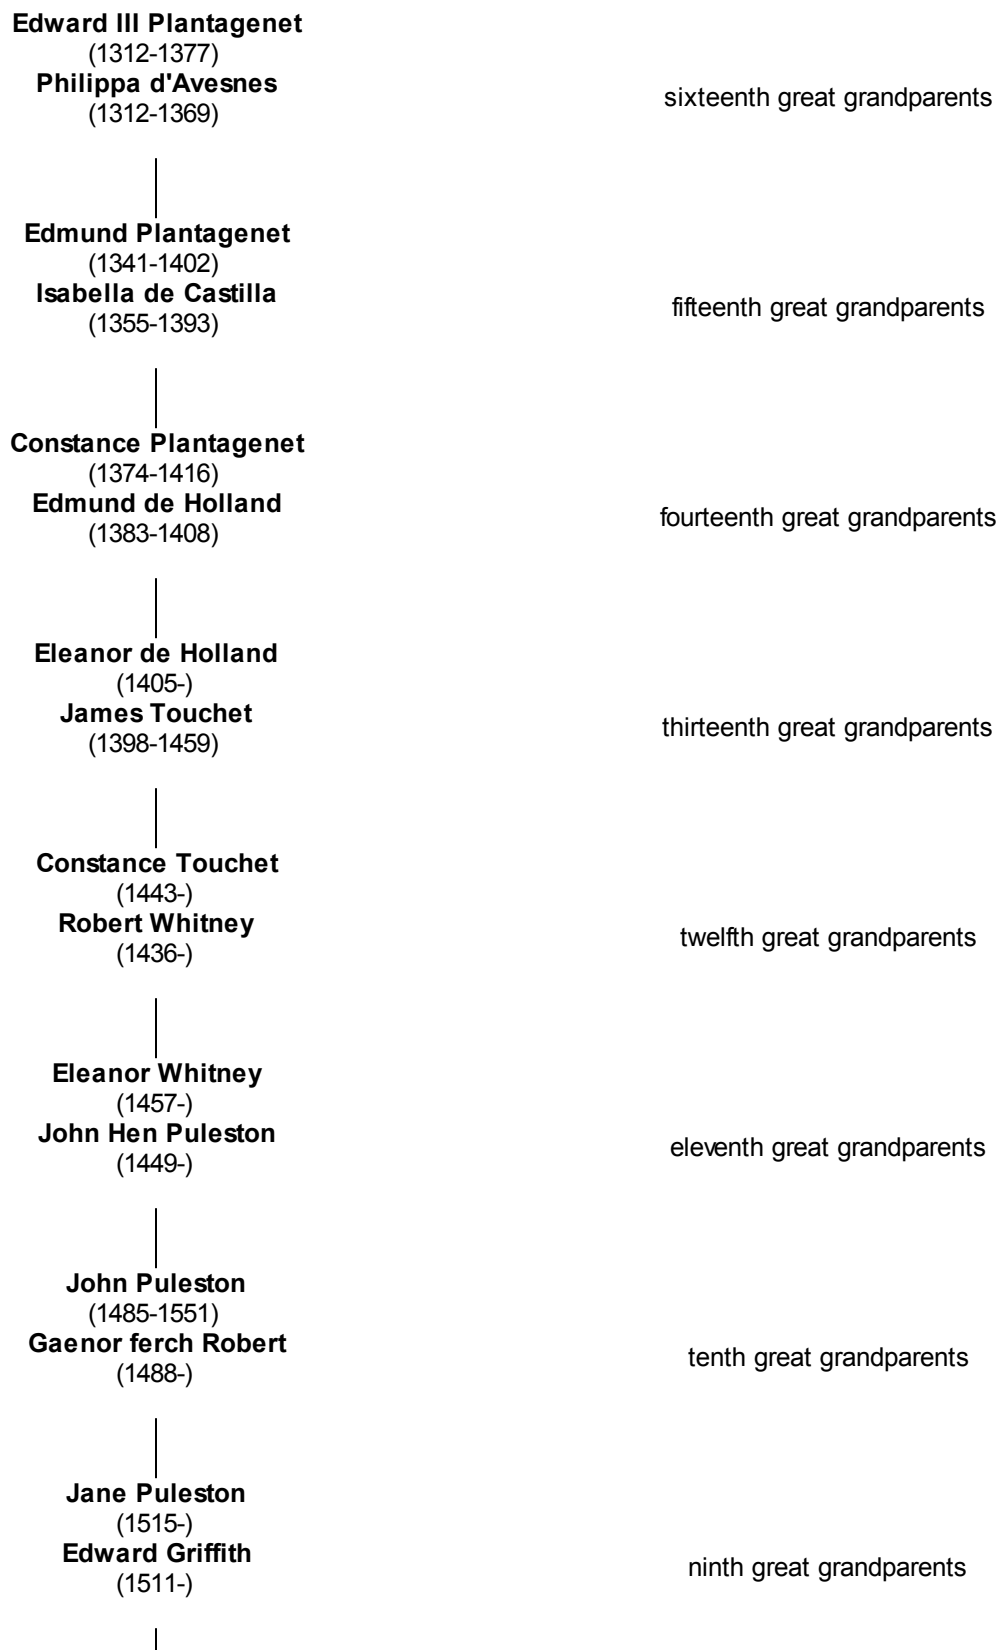 Edward III Plantagenet
(1312-1377)
Philippa d'Avesnes
(1312-1369)
sixteenth great grandparents
Edmund Plantagenet
(1341-1402)
Isabella de Castilla
(1355-1393)
fifteenth great grandparents
Constance Plantagenet
(1374-1416)
Edmund de Holland
(1383-1408)
fourteenth great grandparents
Eleanor de Holland
(1405-)
James Touchet
(1398-1459)
thirteenth great grandparents
Constance Touchet
(1443-)
Robert Whitney
(1436-)
twelfth great grandparents
Eleanor Whitney
(1457-)
John Hen Puleston
(1449-)
eleventh great grandparents
John Puleston
(1485-1551)
Gaenor ferch Robert
(1488-)
tenth great grandparents
Jane Puleston
(1515-)
Edward Griffith
(1511-)
ninth great grandparents